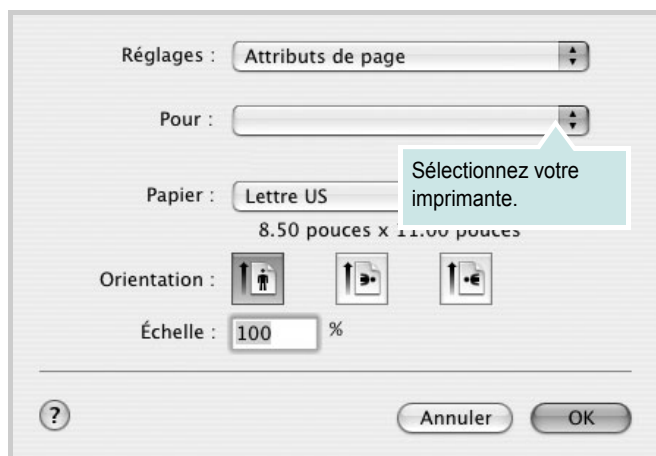 Réglages : Attributs de page
Pour :
Sélectionnez votre
imprimante.
Papier : Lettre US
8.50 pouces x 11.00 pouces
Orientation :
Échelle : 100 %
? Annuler OK